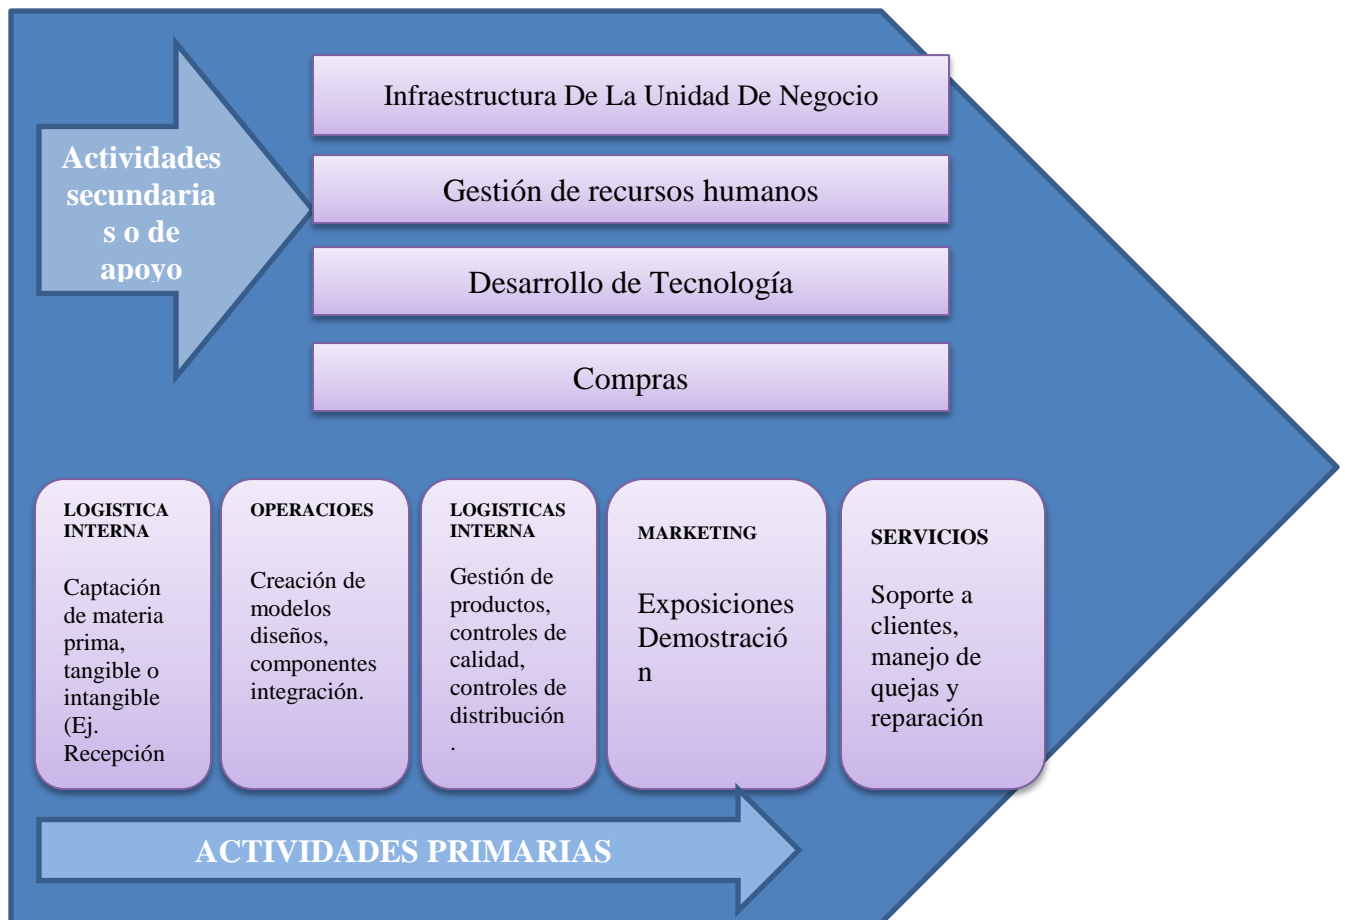 Infraestructura De La Unidad De Negocio
Actividades
secundaria
s o de
apoyo
Gestión de recursos humanos
Desarrollo de Tecnología
Compras
LOGISTICA
INTERNA
Captación
de materia
prima,
tangible o
intangible
(Ej.
Recepción
OPERACIOES
Creación de
modelos
diseños,
componentes
integración.
LOGISTICAS
INTERNA
Gestión de
productos,
controles de
calidad,
controles de
distribución
.
MARKETING
Exposiciones
Demostració
n
SERVICIOS
Soporte a
clientes,
manejo de
quejas y
reparación
ACTIVIDADES PRIMARIAS